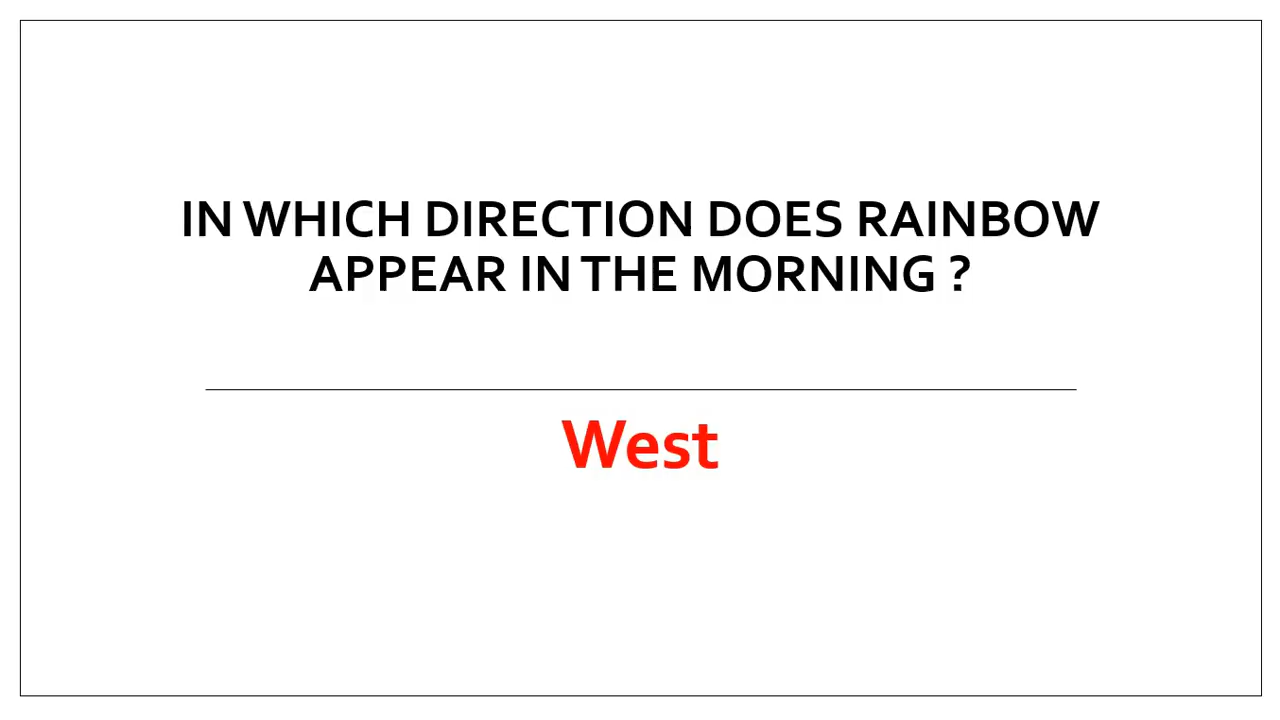 IN WHICH DIRECTION DOES RAINBOW
APPEAR IN THE MORNING ?
West